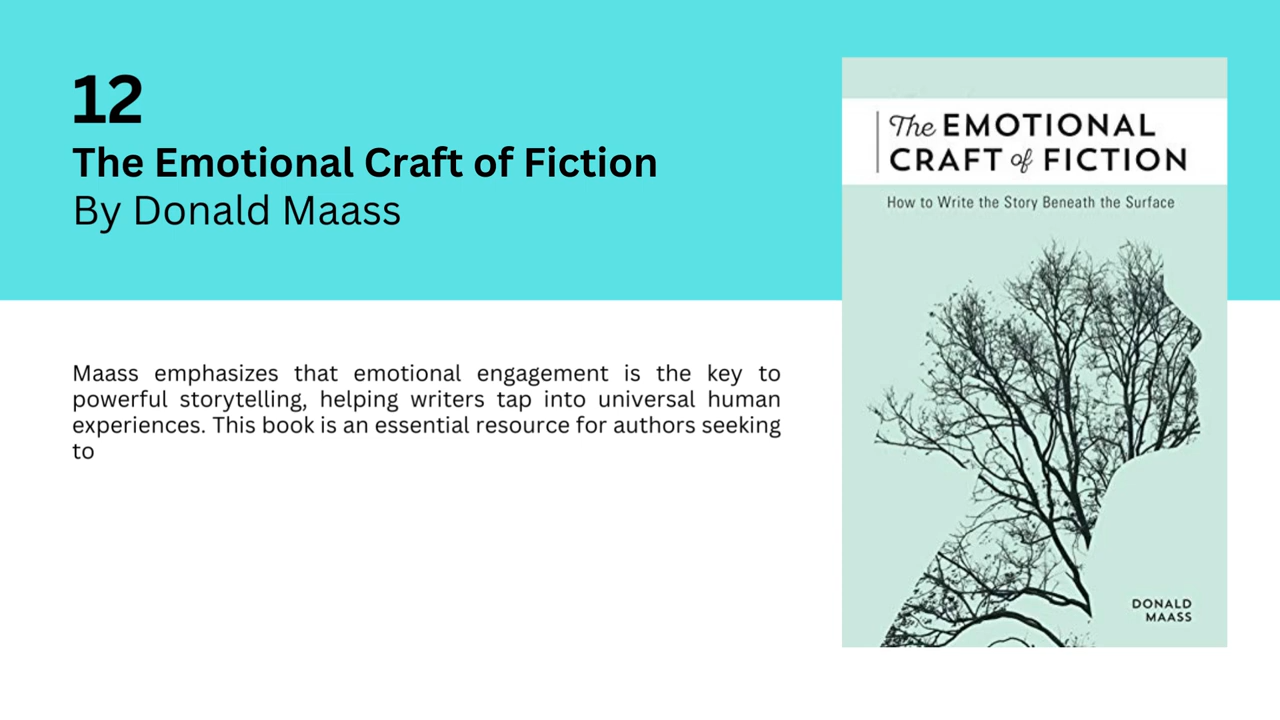 12
The Emotional Craft of Fiction
By Donald Maass
Maass emphasizes that emotional engagement is the key to
powerful storytelling, helping writers tap into universal human
experiences. This book is an essential resource for authors seeking
to
The EMOTIONAL
CRAFT of FICTION
How to Write the Story Beneath the Surface
DONALD
MAASS